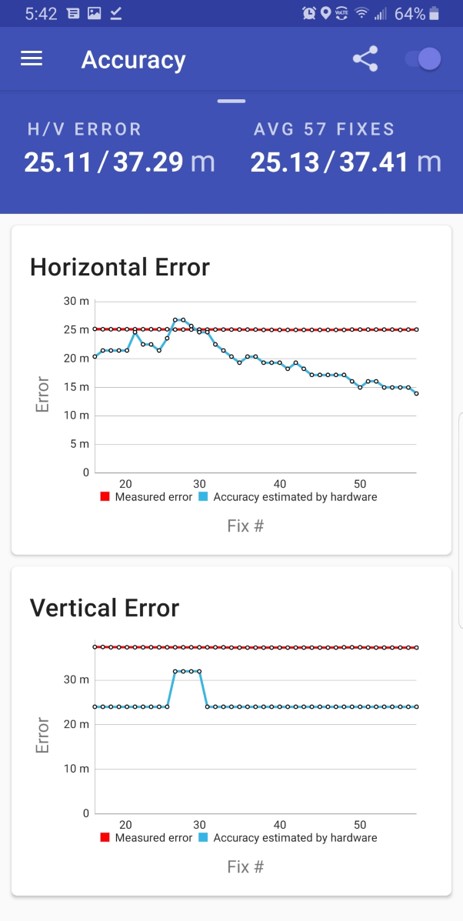 5:42 64%
Accuracy
H/V ERROR AVG 57 FIXES
25.11/37.29 m 25.13/37.41 m
Horizontal Error
30 m
25 m
20 m
15 m
10 m
5 m
0
Error
20 30 40 50
Measured error Accuracy estimated by hardware
Fix #
Vertical Error
30 m
20 m
10 m
0
Error
20 30 40 50
Measured error Accuracy estimated by hardware
Fix #